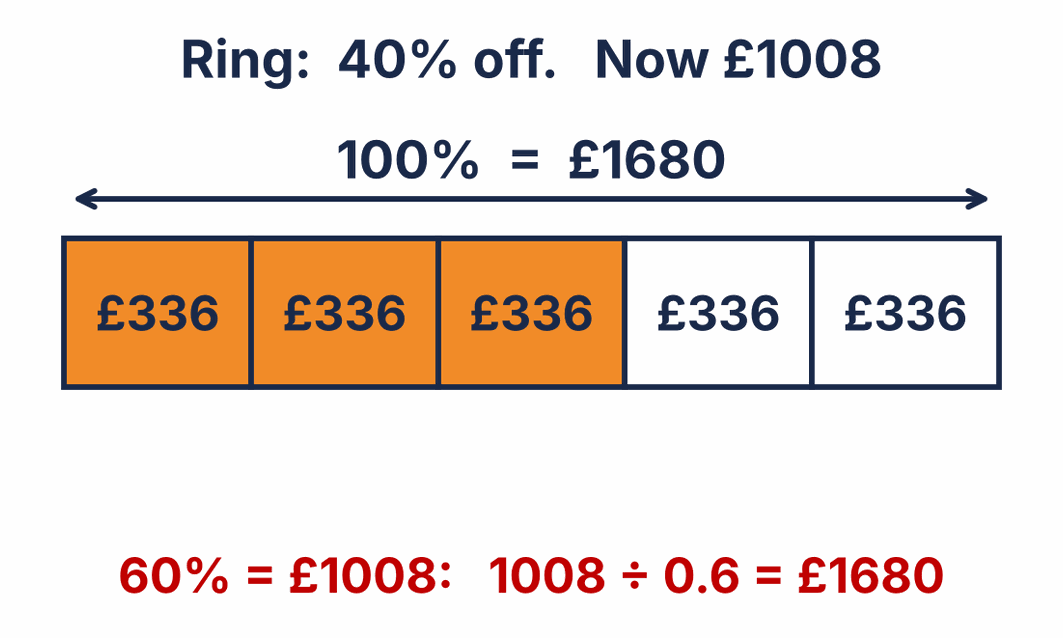 Ring: 40% off. Now £1008
100% = £1680
£336 £336 £336 £336 £336
60% = £1008: 1008 ÷ 0.6 = £1680